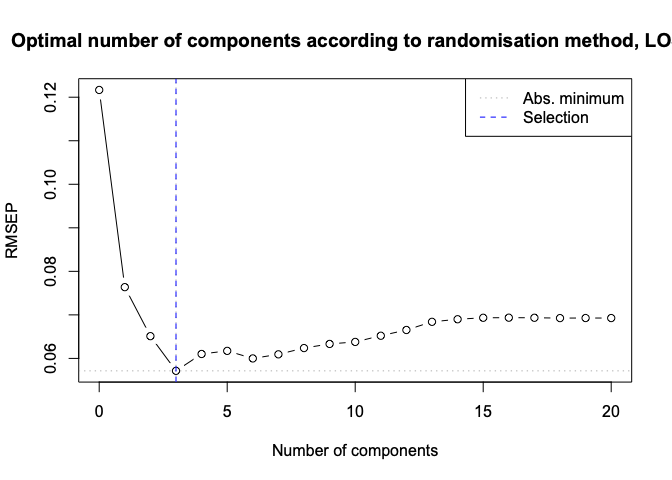 Optimal number of components according to randomisation method, LO
Abs. minimum
Selection
RMSEP
0.12
0.10
0.08
0.06
0 5 10 15 20
Number of components